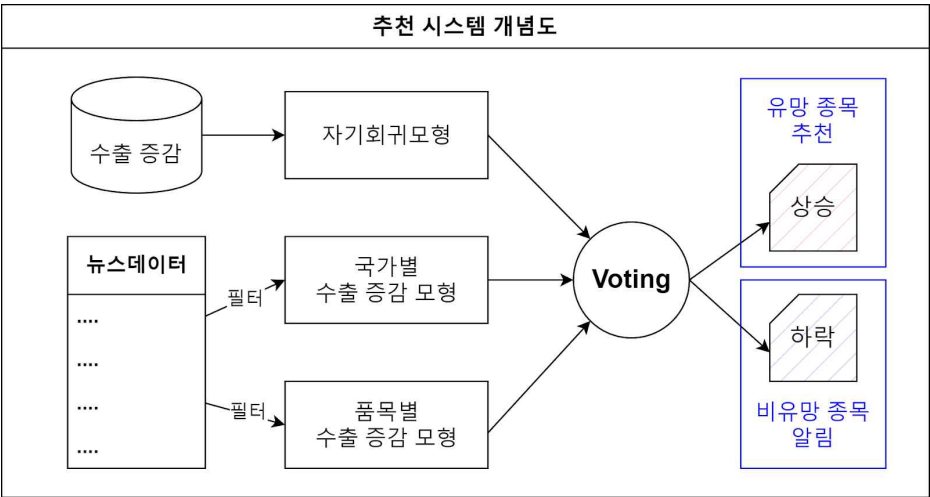 추천 시스템 개념도
수출 증감
자기회귀모형
뉴스데이터
....
....
....
....
필터
필터
국가별
수출 증감 모형
품목별
수출 증감 모형
Voting
유망 종목
추천
상승
하락
비유망 종목
알림